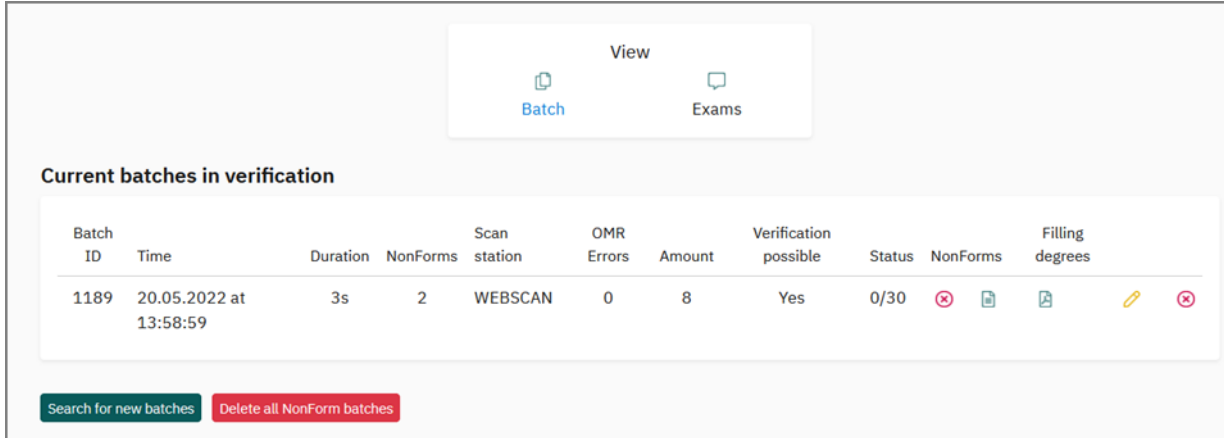 View
Batch
Exams
Current batches in verification
Batch ID Time Duration NonForms Scan station OMR Errors Amount Verification possible Status NonForms Filling degrees
1189 20.05.2022 at 13:58:59 3s 2 WEBSCAN 0 8 Yes 0/30
Search for new batches
Delete all NonForm batches